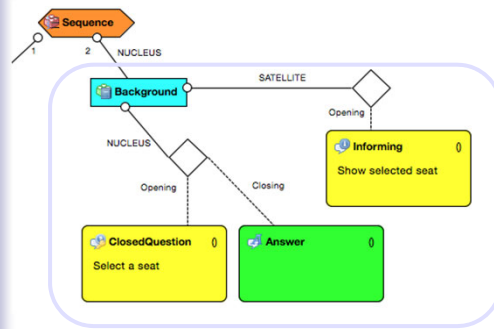 Sequence
1
2
NUCLEUS
Background
SATELLITE
Opening
NUCLEUS
Informing ()
Show selected seat
Opening
Closing
ClosedQuestion ()
Select a seat
Answer ()